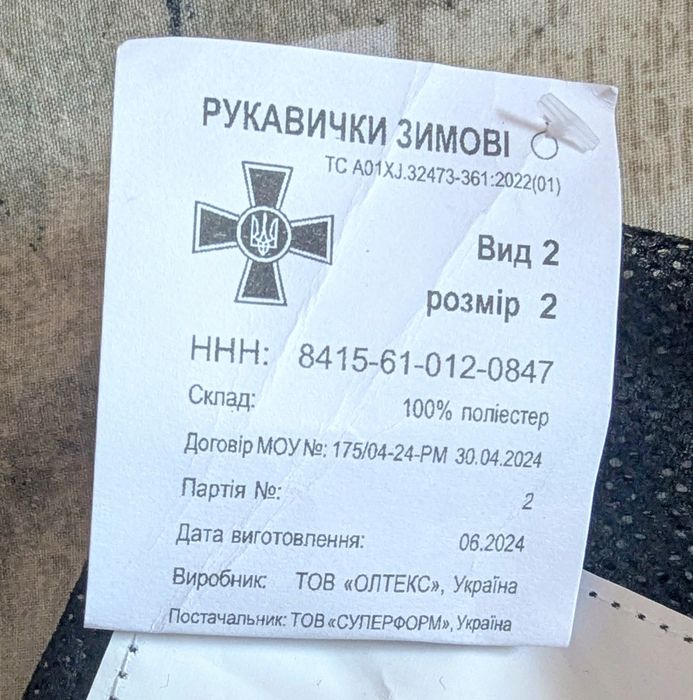 РУКАВИЧКИ ЗИМОВІ
ТС A01XJ.32473-361:2022(01)
Вид 2
розмір 2
ННН: 8415-61-012-0847
Склад: 100% поліестер
Договір МОУ №: 175/04-24-РМ 30.04.2024
Партія №: 2
Дата виготовлення: 06.2024
Виробник: ТОВ «ОЛТЕКС», Україна
Постачальник: ТОВ «СУПЕРФОРМ», Україна